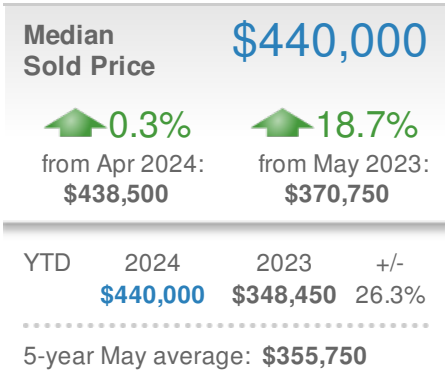 Median $440,000
Sold Price
0.3% 18.7%
from Apr 2024: from May 2023:
$438,500 $370,750
YTD 2024 2023 +/-
$440,000 $348,450 26.3%
5-year May average: $355,750